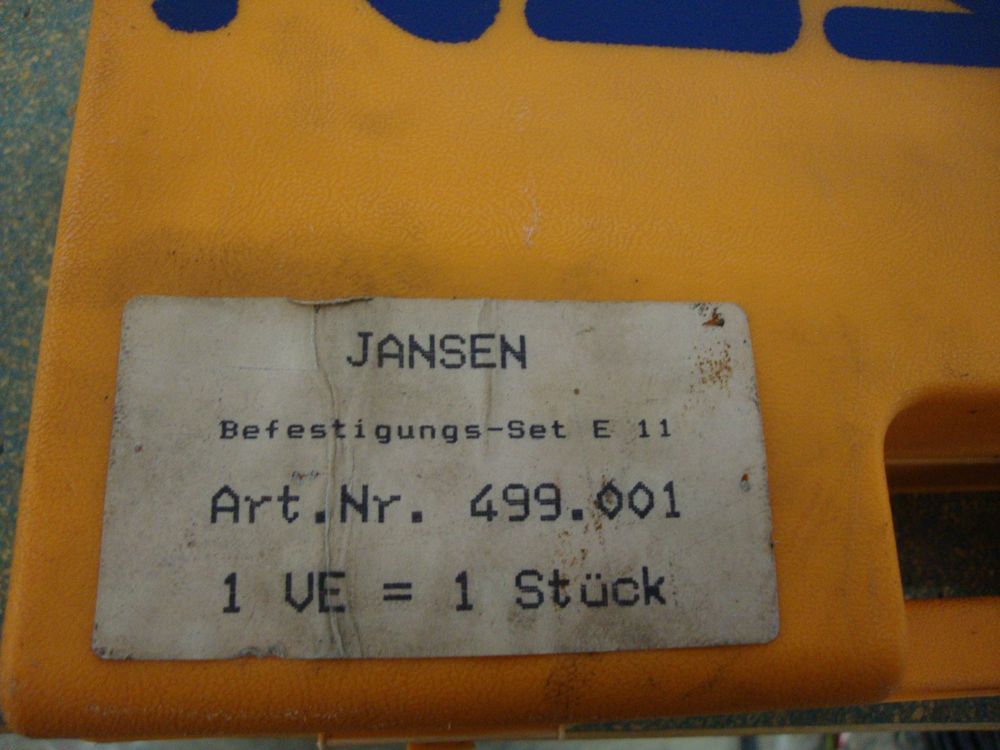 JANSEN
Befestigungs-Set E 11
Art.Nr. 499.001
1 VE = 1 Stück